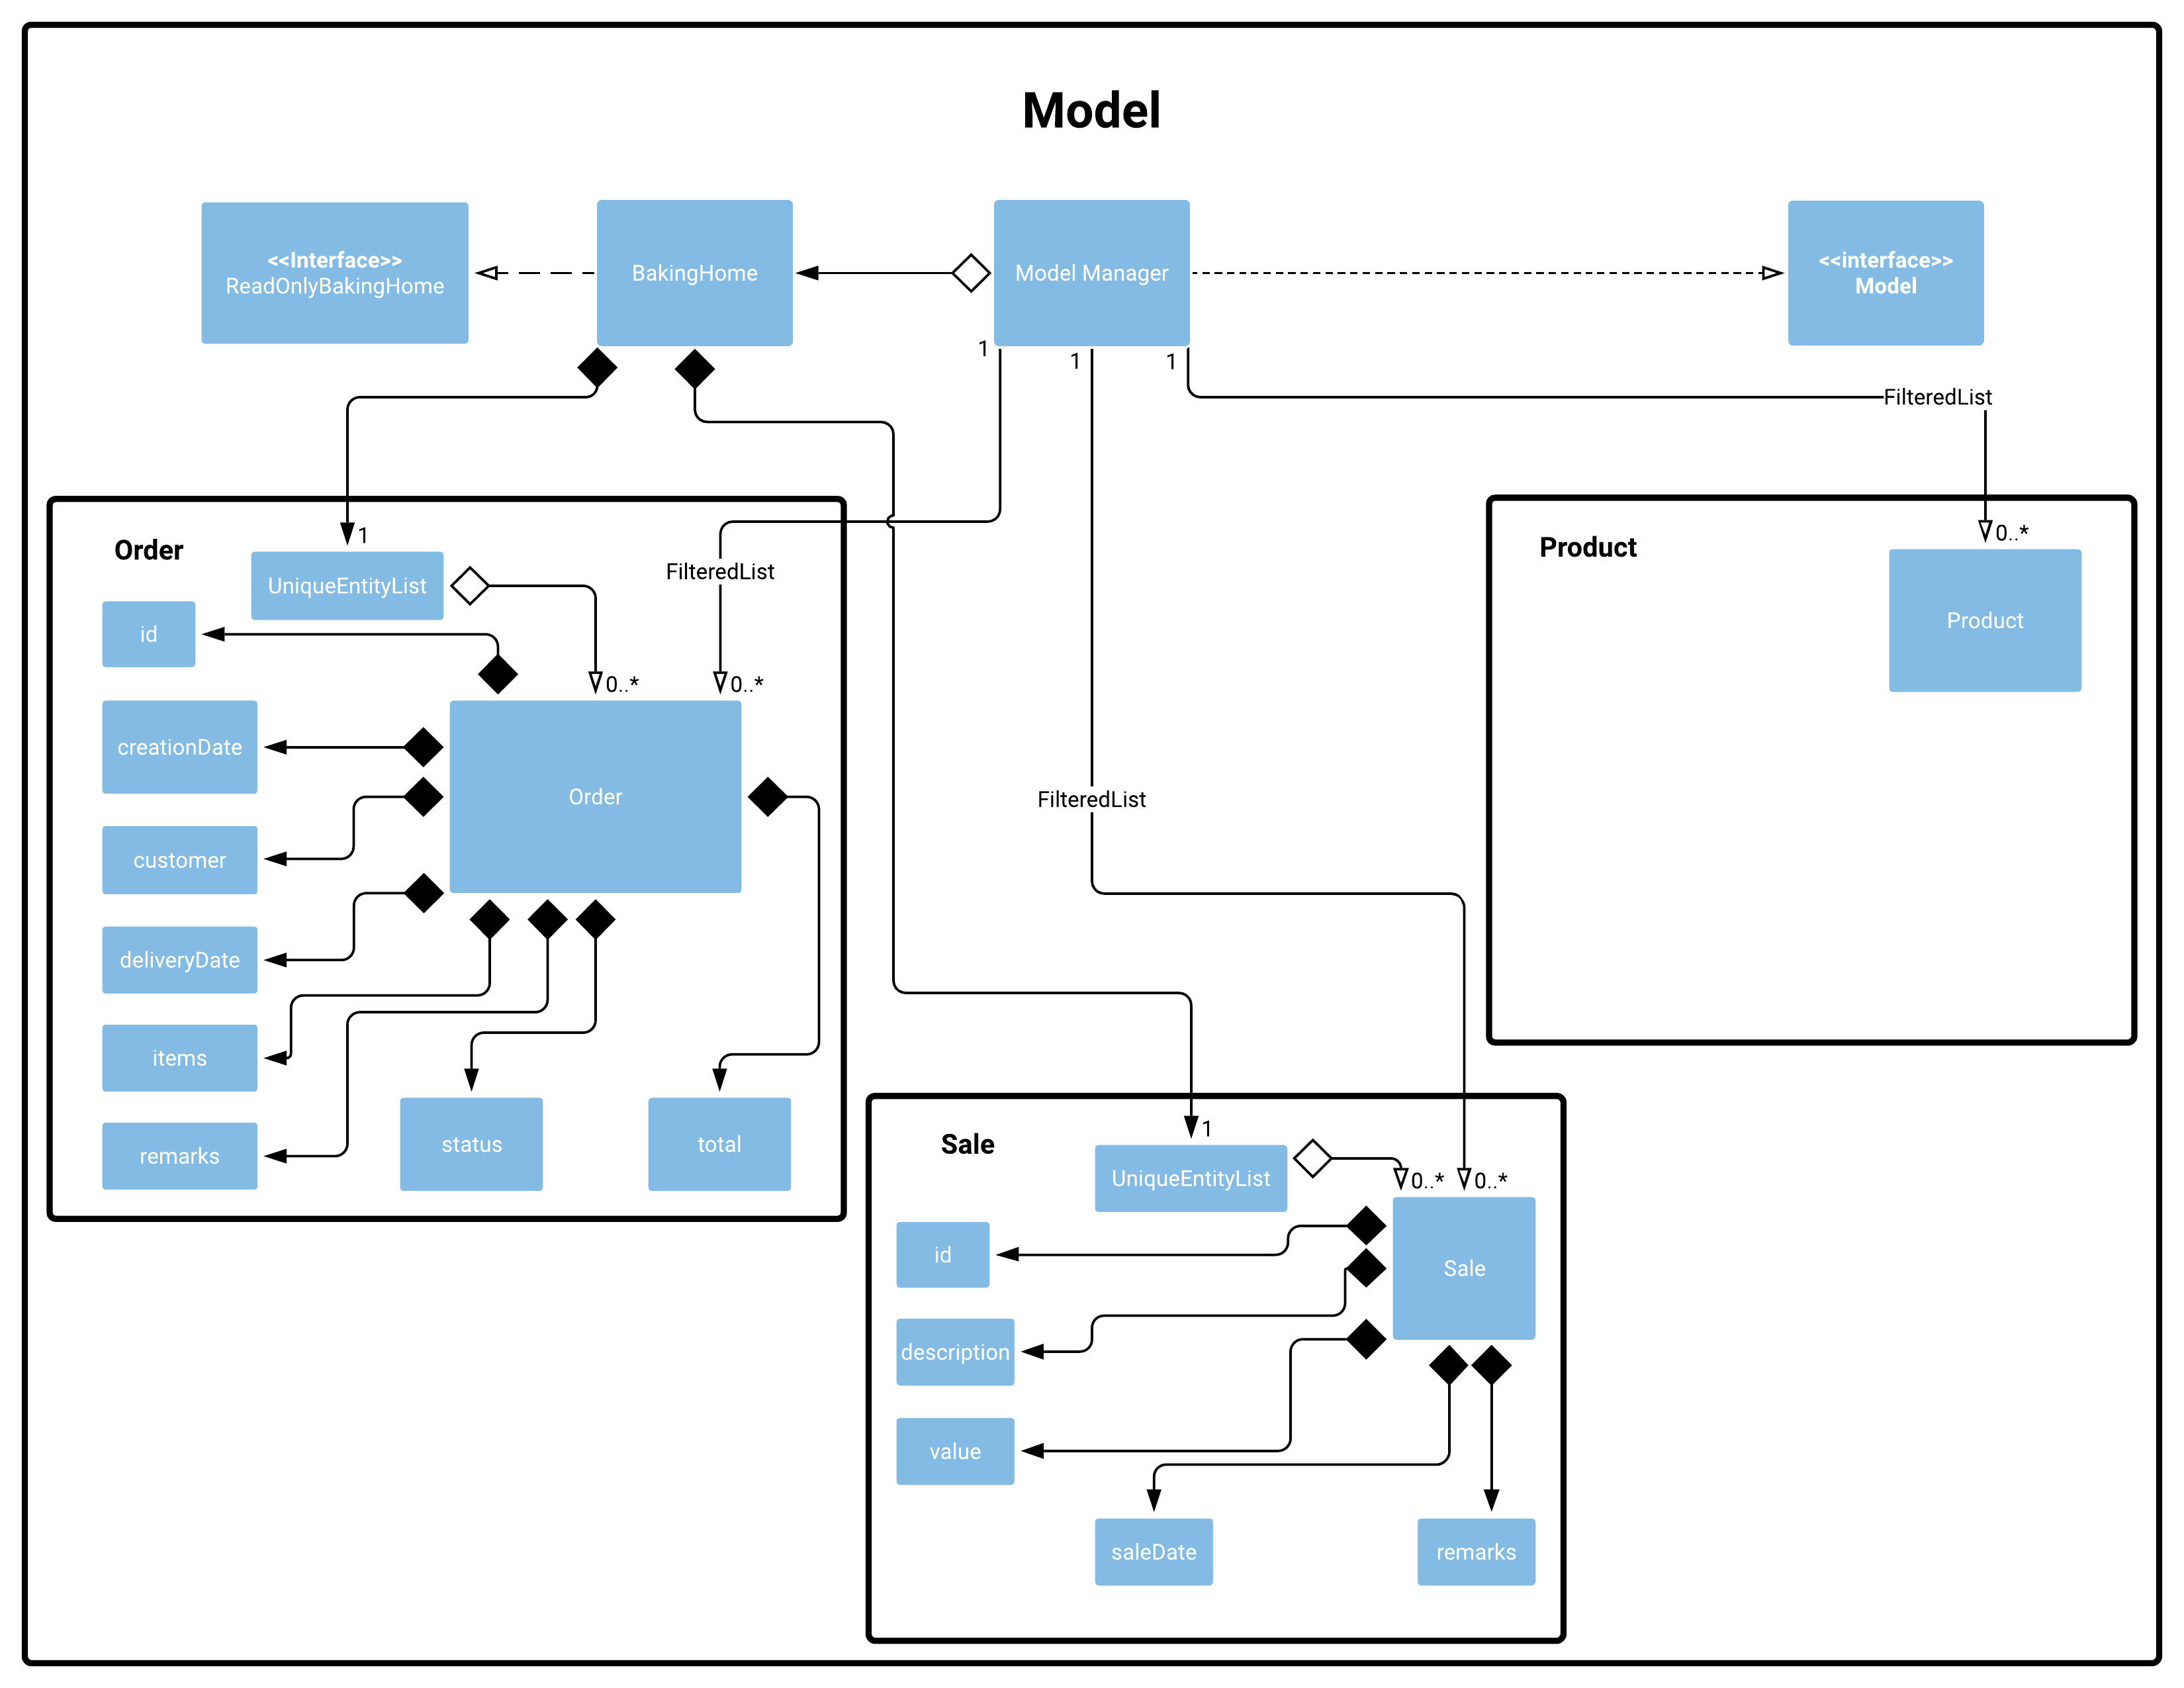 Model
<<Interface>>
ReadOnlyBakingHome
BakingHome
Model Manager
<<interface>>
Model
1
1
1
FilteredList
Order
1
UniqueEntityList
FilteredList
0..*
0..*
id
creationDate
customer
deliveryDate
items
remarks
Order
status
total
FilteredList
Product
0..*
Product
Sale
1
UniqueEntityList
0..*
0..*
id
description
value
Sale
saleDate
remarks